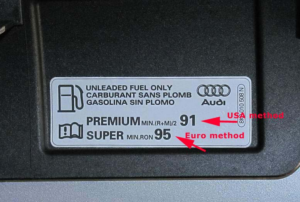 UNLEADED FUEL ONLY
CARBURANT SANS PLOMB
GASOLINA SIN PLOMO
Audi
PREMIUM MIN.(R+M)/2 91
USA method
SUPER MIN.RON 95
Euro method